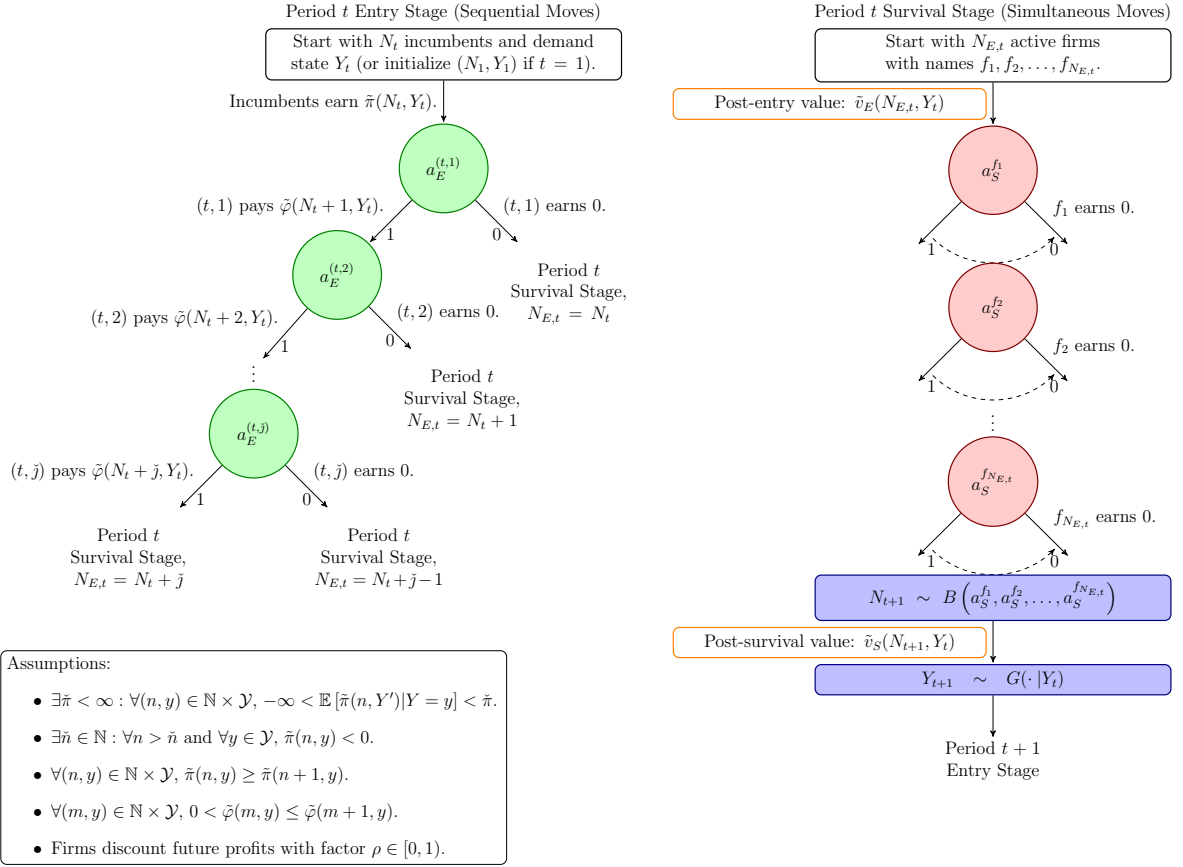 Period t Entry Stage (Sequential Moves)
Start with N_t incumbents and demand
state Y_t (or initialize (N_1, Y_1) if t = 1).
Incumbents earn π̃(N_t, Y_t).
a_E^{(t,1)}
(t, 1) pays φ̃(N_t + 1, Y_t).
(t, 1) earns 0.
1
0
a_E^{(t,2)}
Period t
Survival Stage,
N_{E,t} = N_t
(t, 2) pays φ̃(N_t + 2, Y_t).
(t, 2) earns 0.
1
0
⋮
Period t
Survival Stage,
N_{E,t} = N_t + 1
a_E^{(t,ǰ)}
(t, ǰ) pays φ̃(N_t + ǰ, Y_t).
(t, ǰ) earns 0.
1
0
Period t
Survival Stage,
N_{E,t} = N_t + ǰ
Period t
Survival Stage,
N_{E,t} = N_t + ǰ − 1
Assumptions:
• ∃π̌ < ∞ : ∀(n, y) ∈ ℕ × 𝒴, −∞ < 𝔼 [π̃(n, Y′)|Y = y] < π̌.
• ∃ň ∈ ℕ : ∀n > ň and ∀y ∈ 𝒴, π̃(n, y) < 0.
• ∀(n, y) ∈ ℕ × 𝒴, π̃(n, y) ≥ π̃(n + 1, y).
• ∀(m, y) ∈ ℕ × 𝒴, 0 < φ̃(m, y) ≤ φ̃(m + 1, y).
• Firms discount future profits with factor ρ ∈ [0, 1).
Period t Survival Stage (Simultaneous Moves)
Start with N_{E,t} active firms
with names f_1, f_2, . . . , f_{N_{E,t}}.
Post-entry value: ṽ_E(N_{E,t}, Y_t)
a_S^{f_1}
f_1 earns 0.
1
0
a_S^{f_2}
f_2 earns 0.
1
0
⋮
a_S^{f_{N_{E,t}}}
f_{N_{E,t}} earns 0.
1
0
N_{t+1} ∼ B(a_S^{f_1}, a_S^{f_2}, . . . , a_S^{f_{N_{E,t}}})
Post-survival value: ṽ_S(N_{t+1}, Y_t)
Y_{t+1} ∼ G(· |Y_t)
Period t + 1
Entry Stage